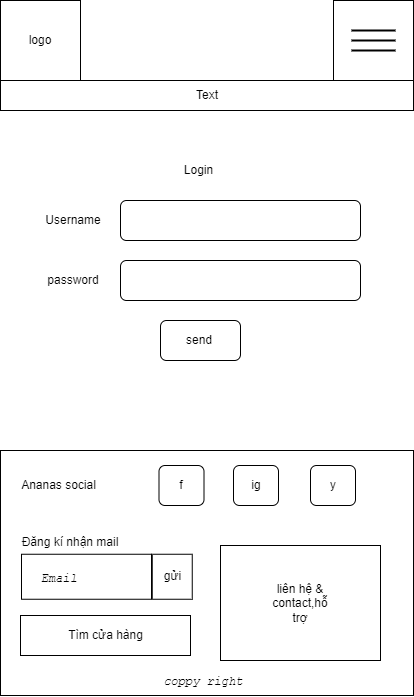 logo
Text
Login
Username
password
send
Ananas social
f
ig
y
Đăng kí nhận mail
Email
gửi
liên hệ &
contact,hỗ
trợ
Tìm cửa hàng
coppy right